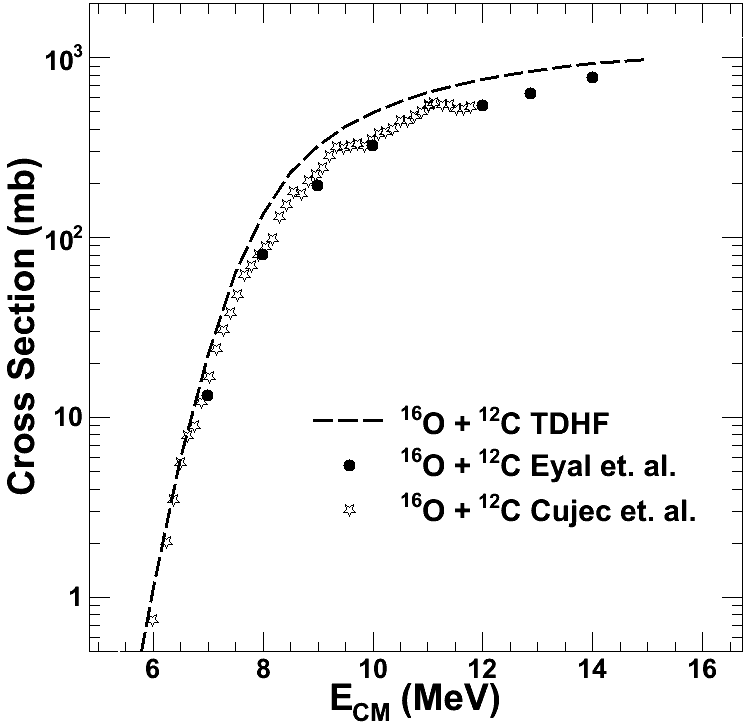 10³
10²
10
1
Cross Section (mb)
¹⁶O + ¹²C TDHF
¹⁶O + ¹²C Eyal et. al.
¹⁶O + ¹²C Cujec et. al.
6 8 10 12 14 16
E_CM (MeV)